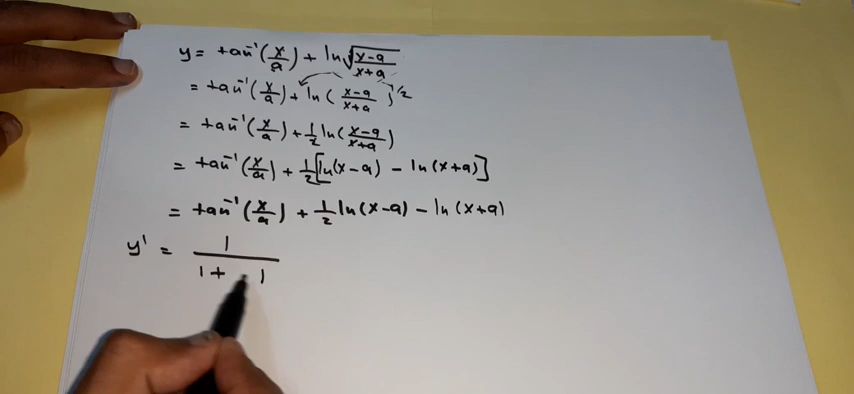 y = tan⁻¹(x/a) + ln√((x-a)/(x+a))
= tan⁻¹(x/a) + ln((x-a)/(x+a))^1/2
= tan⁻¹(x/a) + 1/2 ln((x-a)/(x+a))
= tan⁻¹(x/a) + 1/2[ln(x-a) - ln(x+a)]
= tan⁻¹(x/a) + 1/2 ln(x-a) - ln(x+a)
y' = 1/(1+ 1